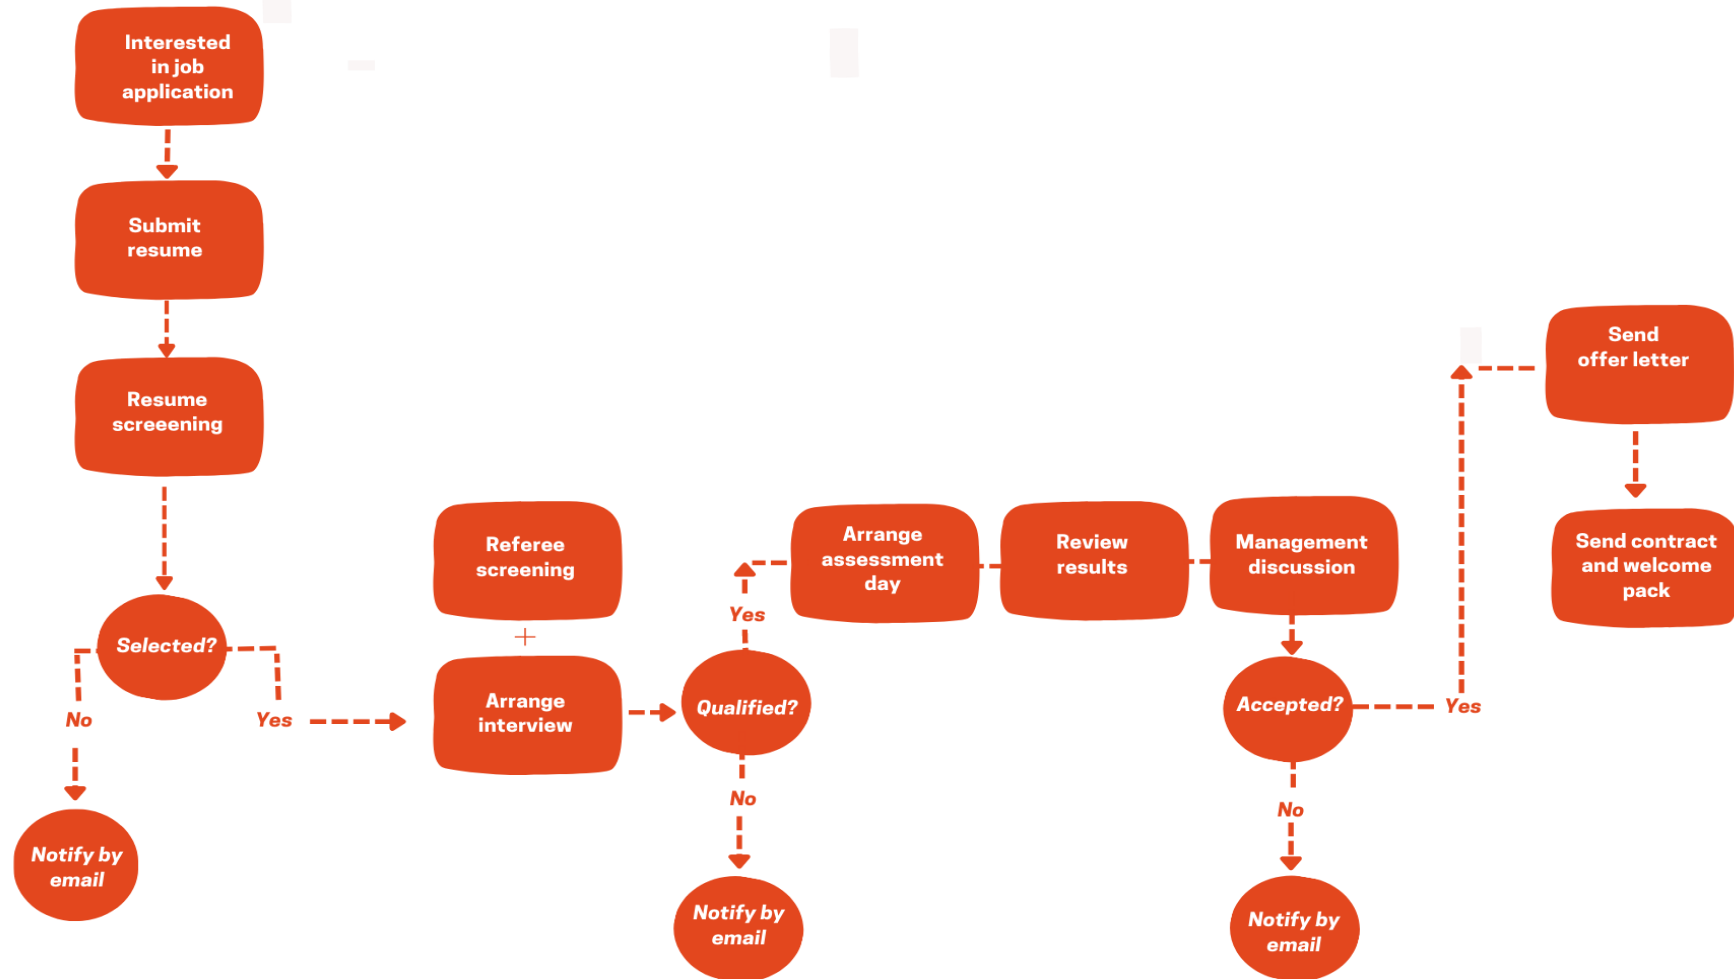 Interested
in job
application
Submit
resume
Resume
screeening
Selected?
No
Yes
Notify by
email
Referee
screening
+
Arrange
interview
Qualified?
Yes
No
Notify by
email
Arrange
assessment
day
Review
results
Management
discussion
Accepted?
Yes
No
Notify by
email
Send
offer letter
Send contract
and welcome
pack